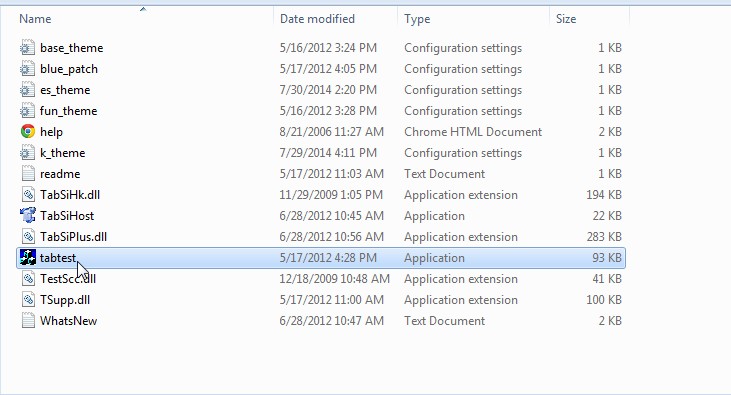 Name Date modified Type Size
base_theme 5/16/2012 3:24 PM Configuration settings 1 KB
blue_patch 5/17/2012 4:05 PM Configuration settings 1 KB
es_theme 7/30/2014 2:20 PM Configuration settings 1 KB
fun_theme 5/16/2012 3:28 PM Configuration settings 1 KB
help 8/21/2006 11:27 AM Chrome HTML Document 2 KB
k_theme 7/29/2014 4:11 PM Configuration settings 1 KB
readme 5/17/2012 11:03 AM Text Document 1 KB
TabSiHk.dll 11/29/2009 1:05 PM Application extension 194 KB
TabSiHost 6/28/2012 10:45 AM Application 22 KB
TabSiPlus.dll 6/28/2012 10:56 AM Application extension 283 KB
tabtest 5/17/2012 4:28 PM Application 93 KB
TestScc.dll 12/18/2009 10:48 AM Application extension 41 KB
TSupp.dll 5/17/2012 11:00 AM Application extension 100 KB
WhatsNew 6/28/2012 10:47 AM Text Document 2 KB